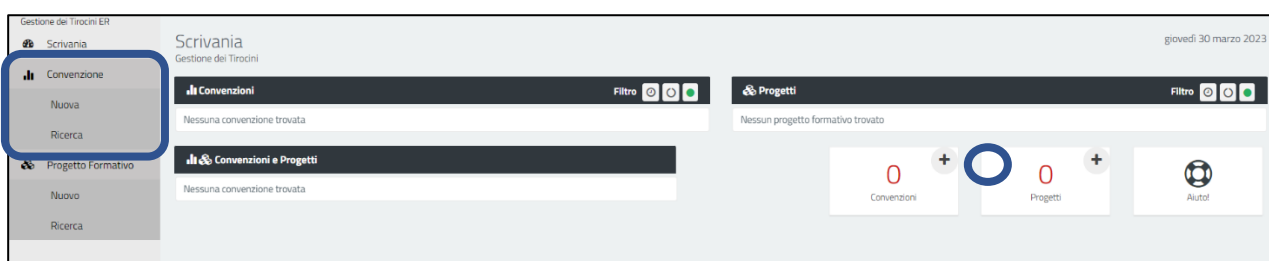 Gestione dei Tirocini ER
Scrivania
Convenzione
Nuova
Ricerca
Progetto Formativo
Nuovo
Ricerca
Scrivania
Gestione dei Tirocini
giovedì 30 marzo 2023
Convenzioni Filtro
Nessuna convenzione trovata
Progetti Filtro
Nessun progetto formativo trovato
Convenzioni e Progetti
Nessuna convenzione trovata
0 +
Convenzioni
0 +
Progetti
Aiuto!